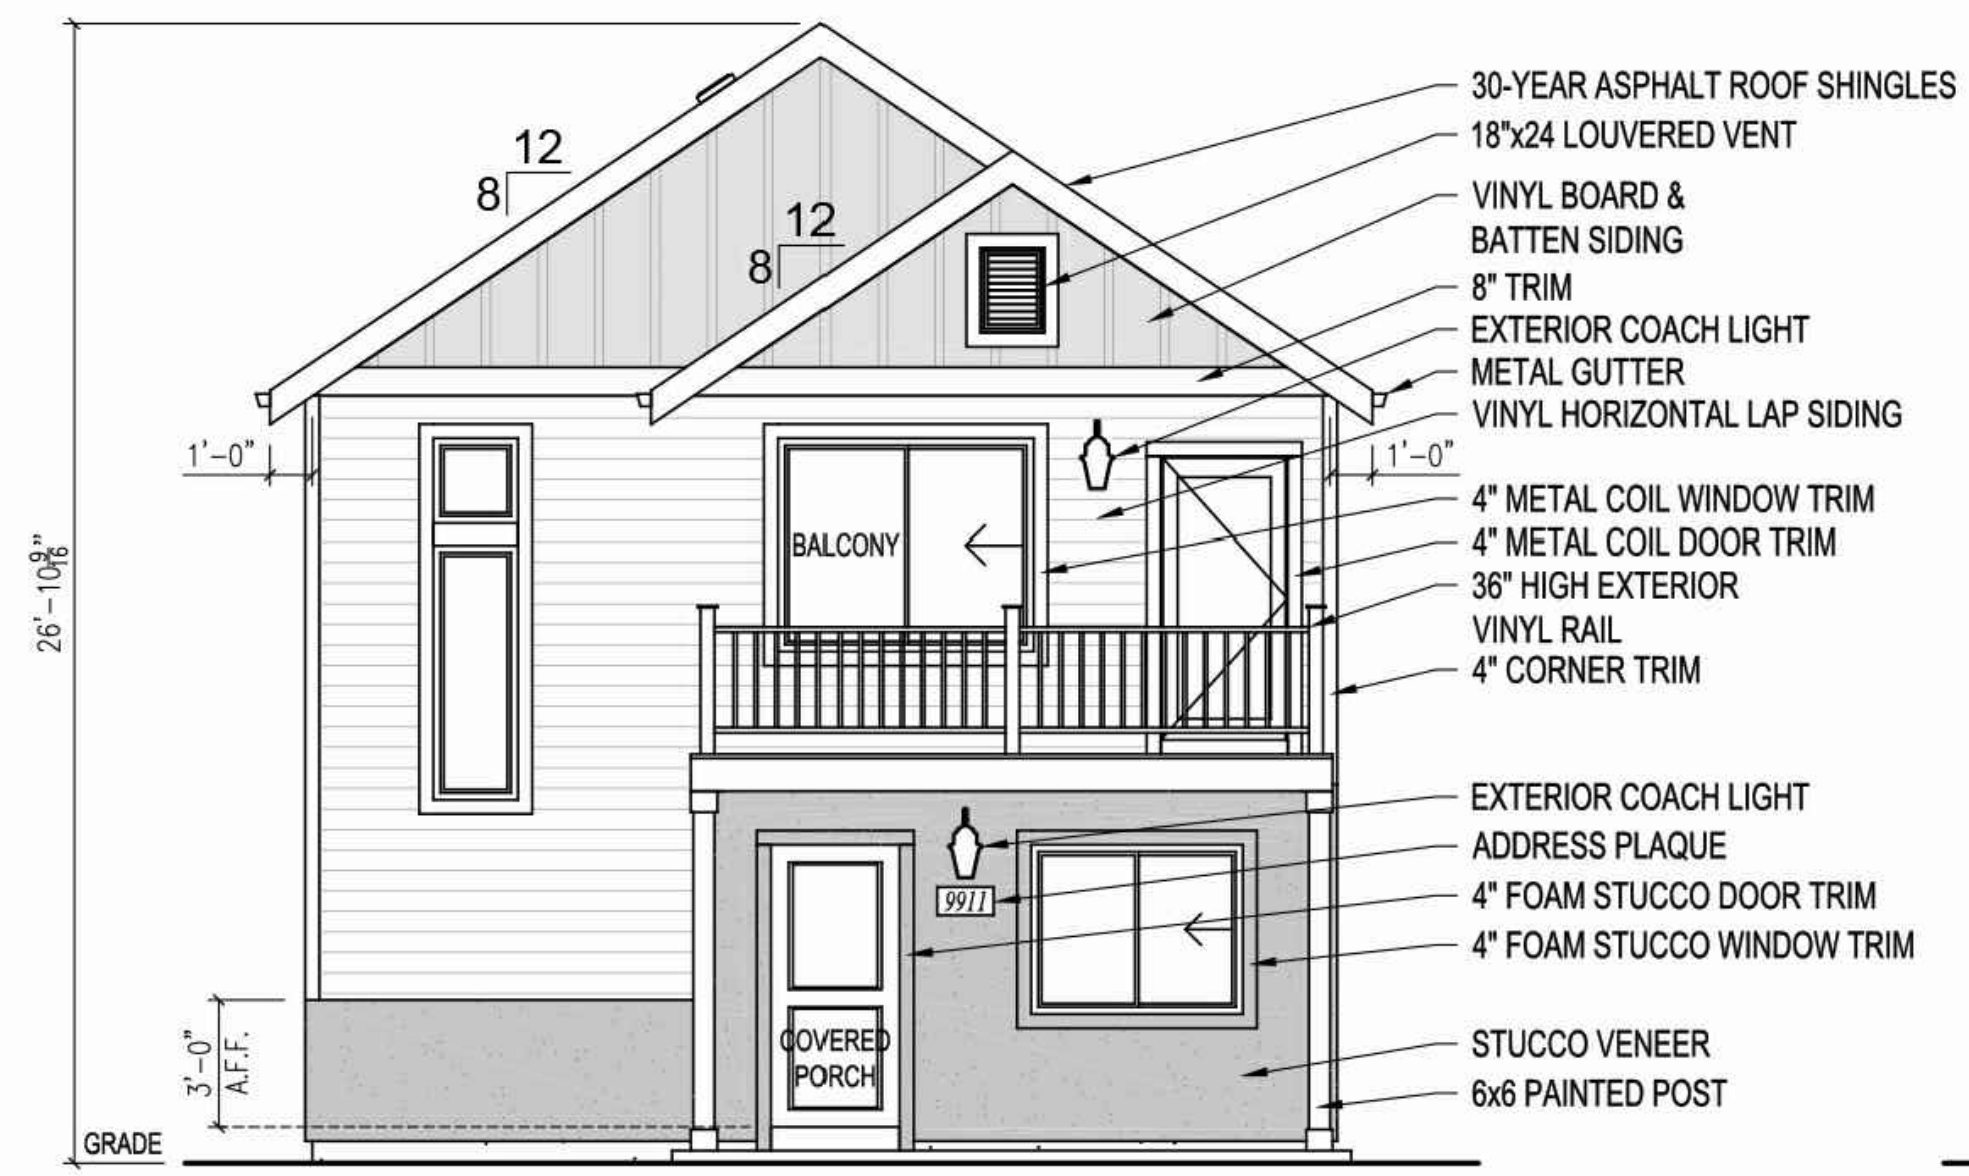 30-YEAR ASPHALT ROOF SHINGLES
18"x24 LOUVERED VENT
12
8
VINYL BOARD &
BATTEN SIDING
12
8
8" TRIM
EXTERIOR COACH LIGHT
METAL GUTTER
VINYL HORIZONTAL LAP SIDING
1'-0"
1'-0"
4" METAL COIL WINDOW TRIM
BALCONY
4" METAL COIL DOOR TRIM
26'-10 9/16"
36" HIGH EXTERIOR
VINYL RAIL
4" CORNER TRIM
EXTERIOR COACH LIGHT
ADDRESS PLAQUE
9911
4" FOAM STUCCO DOOR TRIM
4" FOAM STUCCO WINDOW TRIM
3'-0"
A.F.F.
COVERED
PORCH
STUCCO VENEER
6x6 PAINTED POST
GRADE